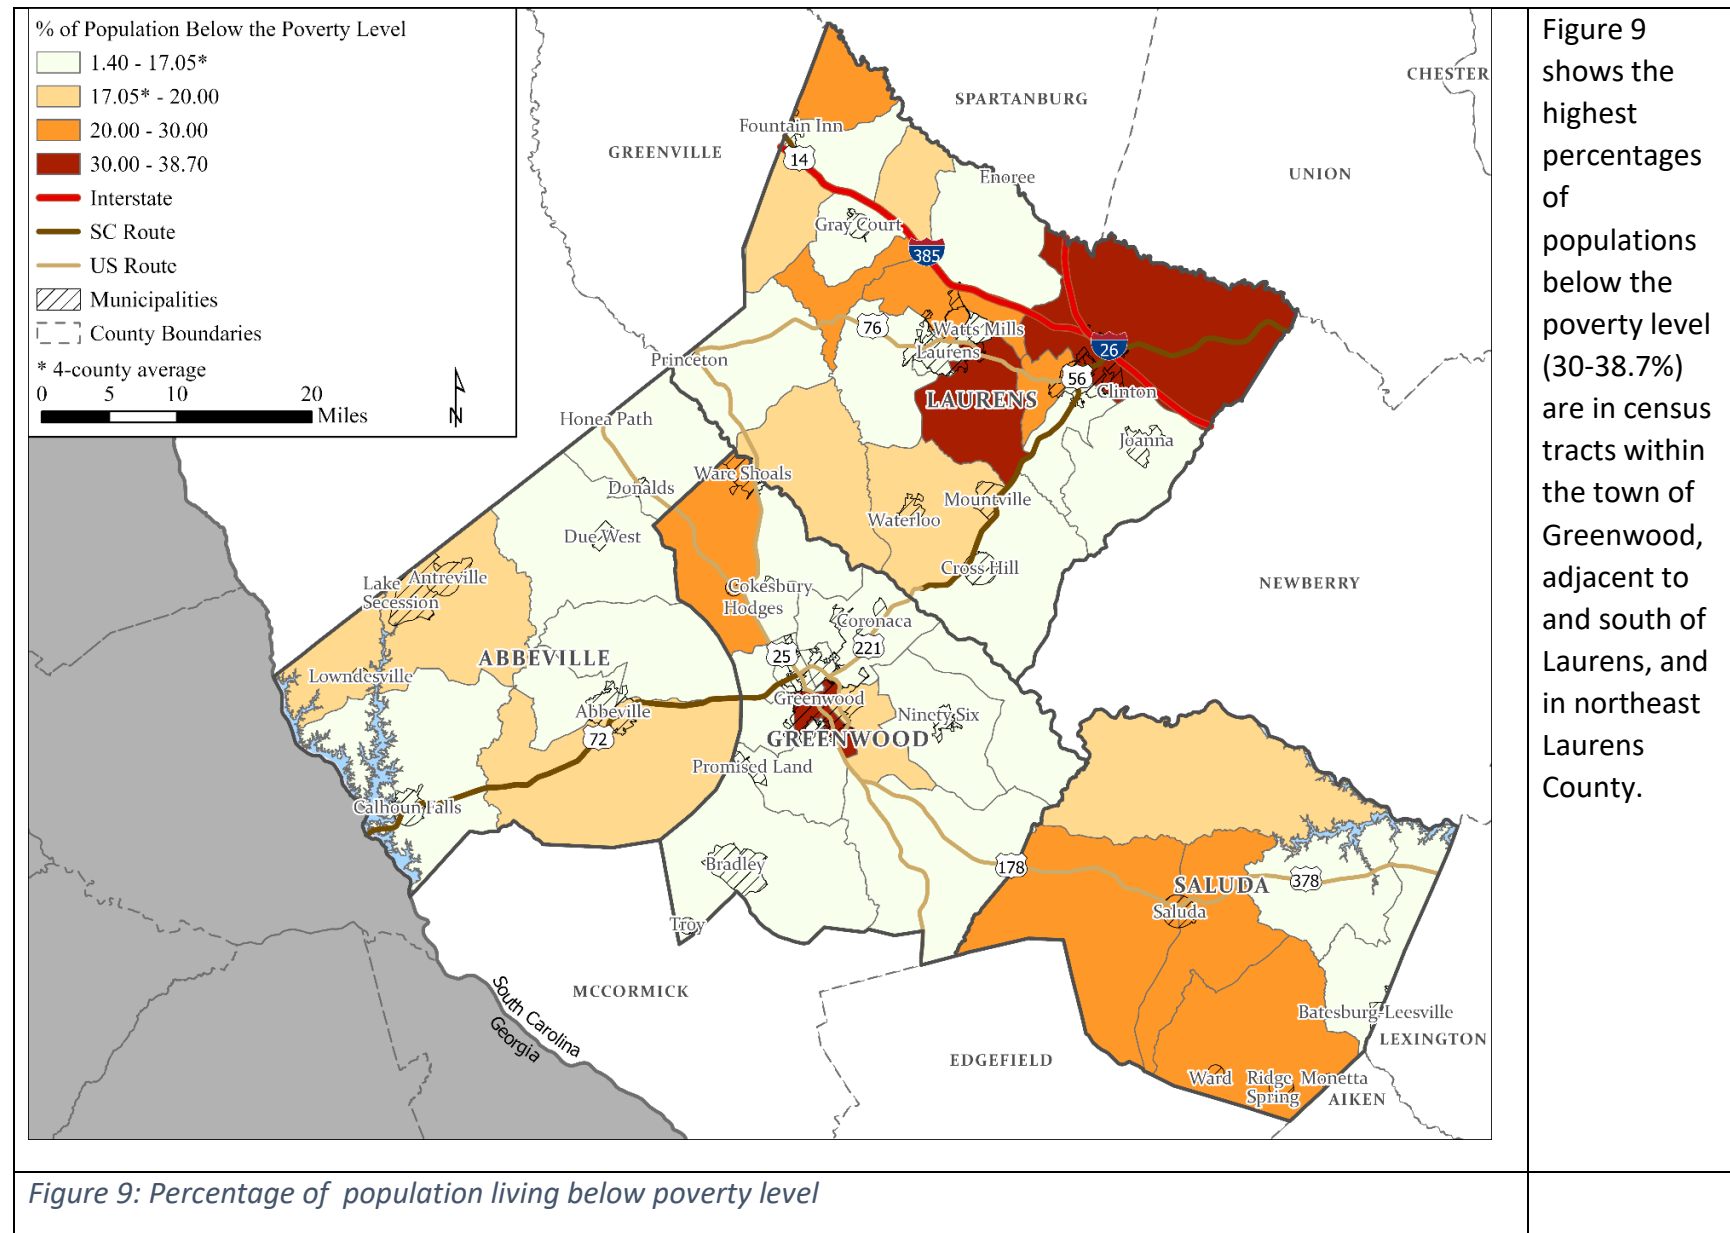 % of Population Below the Poverty Level
1.40 - 17.05*
17.05* - 20.00
20.00 - 30.00
30.00 - 38.70
Interstate
SC Route
US Route
Municipalities
County Boundaries
* 4-county average
0 5 10 20
Miles
N
CHESTER
SPARTANBURG
Fountain Inn
GREENVILLE
14
UNION
Enoree
Gray Court
385
76
Watts Mills
Laurens
26
Princeton
56
Clinton
LAURENS
Honea Path
Joanna
Ware Shoals
Donalds
Mountville
Waterloo
Due West
Cross Hill
Lake
Secession
Antreville
Cokesbury
Hodges
NEWBERRY
Coronaca
221
25
ABBEVILLE
Lowndesville
Greenwood
Abbeville
Ninety Six
72
GREENWOOD
Promised Land
Calhoun Falls
Bradley
178
SALUDA
378
Saluda
Troy
MCCORMICK
South Carolina
Georgia
Batesburg-Leesville
LEXINGTON
EDGEFIELD
Ward
Ridge
Spring
Monetta
AIKEN
Figure 9
shows the
highest
percentages
of
populations
below the
poverty level
(30-38.7%)
are in census
tracts within
the town of
Greenwood,
adjacent to
and south of
Laurens, and
in northeast
Laurens
County.
Figure 9: Percentage of population living below poverty level